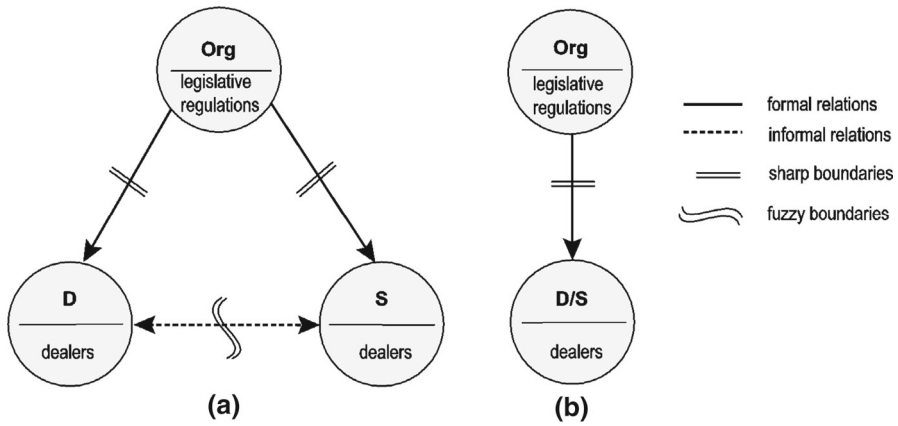 Org
legislative
regulations
D
dealers
S
dealers
(a)
Org
legislative
regulations
D/S
dealers
(b)
formal relations
informal relations
sharp boundaries
fuzzy boundaries